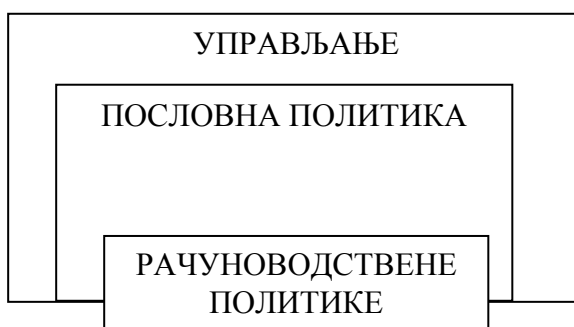 УПРАВЉАЊЕ
ПОСЛОВНА ПОЛИТИКА
РАЧУНОВОДСТВЕНЕ
ПОЛИТИКЕ